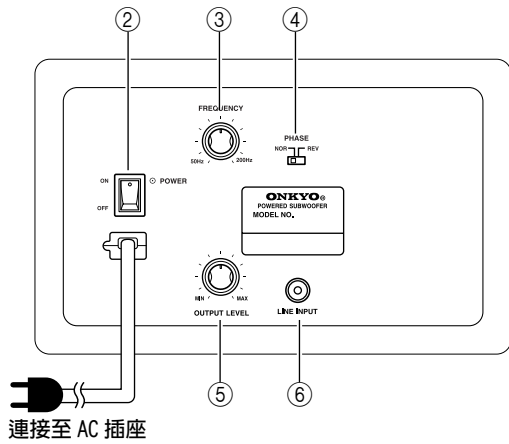 ② ③ ④
FREQUENCY
50Hz 200Hz
PHASE
NOR REV
ON
POWER
OFF
ONKYO®
POWERED SUBWOOFER
MODEL NO.
MIN MAX
OUTPUT LEVEL
LINE INPUT
⑤ ⑥
連接至 AC 插座